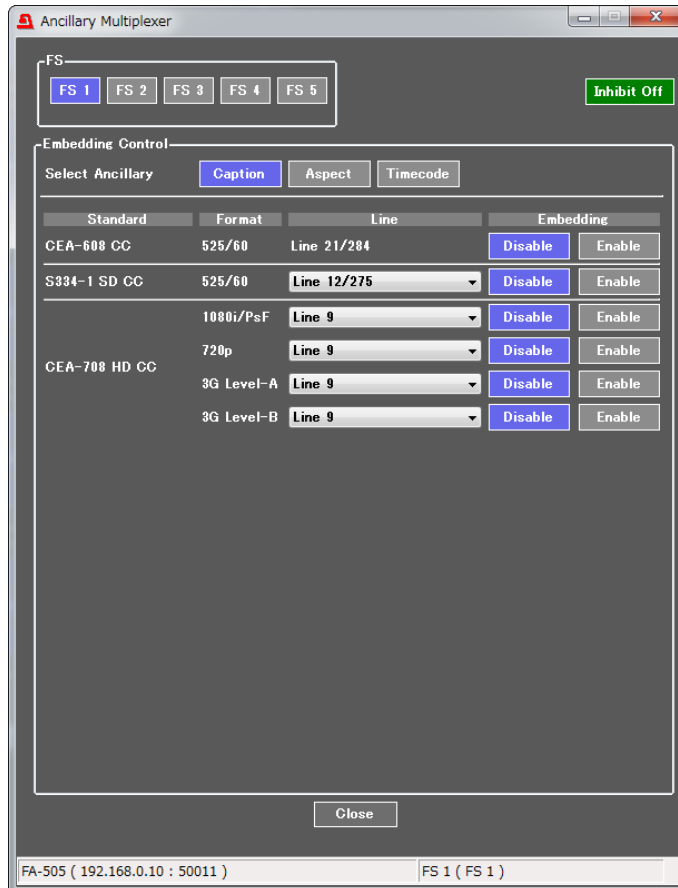 Ancillary Multiplexer
FS
FS 1 FS 2 FS 3 FS 4 FS 5
Inhibit Off
Embedding Control
Select Ancillary Caption Aspect Timecode
Standard Format Line Embedding
CEA-608 CC 525/60 Line 21/284 Disable Enable
S334-1 SD CC 525/60 Line 12/275 Disable Enable
1080i/PsF Line 9 Disable Enable
720p Line 9 Disable Enable
CEA-708 HD CC
3G Level-A Line 9 Disable Enable
3G Level-B Line 9 Disable Enable
Close
FA-505 ( 192.168.0.10 : 50011 ) FS 1 ( FS 1 )